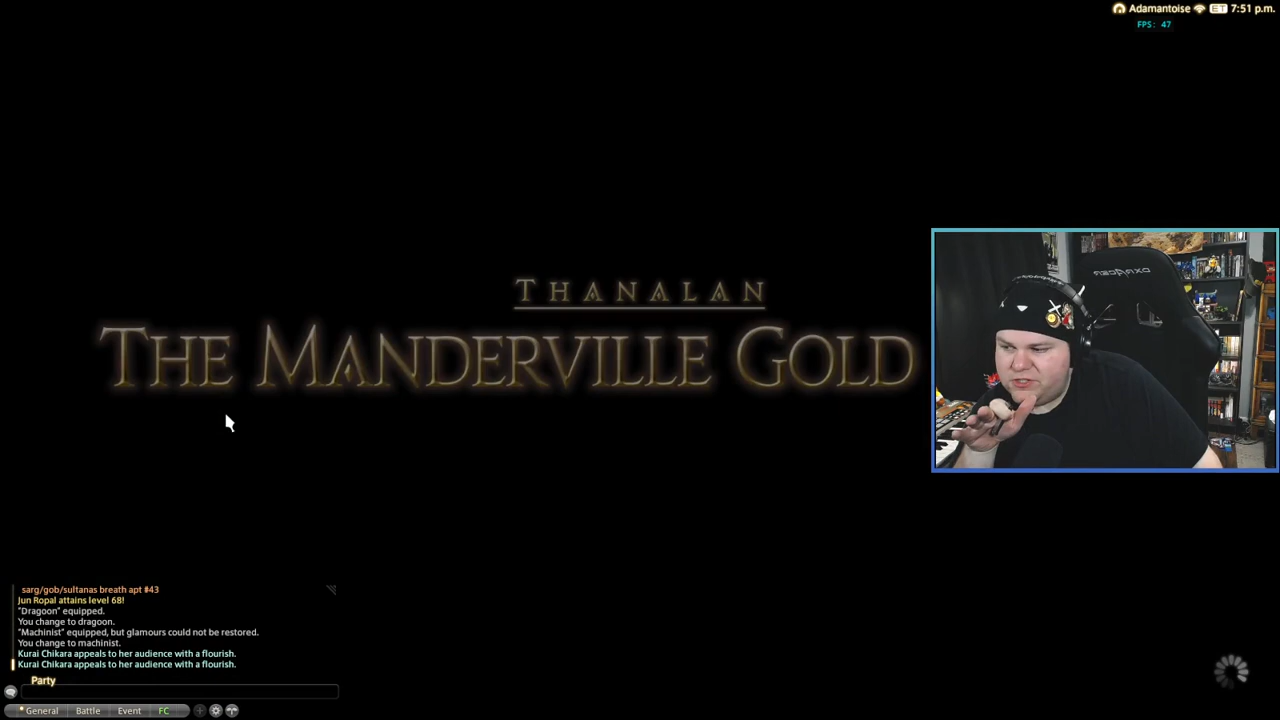 Adamantoise ET 7:51 p.m.
FPS: 47
THANALAN
THE MANDERVILLE GOLD
DXRACER
sarg/gob/sultanas breath apt #43
Jun Ropal attains level 68!
"Dragoon" equipped.
You change to dragoon.
"Machinist" equipped, but glamours could not be restored.
You change to machinist.
Kurai Chikara appeals to her audience with a flourish.
Kurai Chikara appeals to her audience with a flourish.
Party
General Battle Event FC